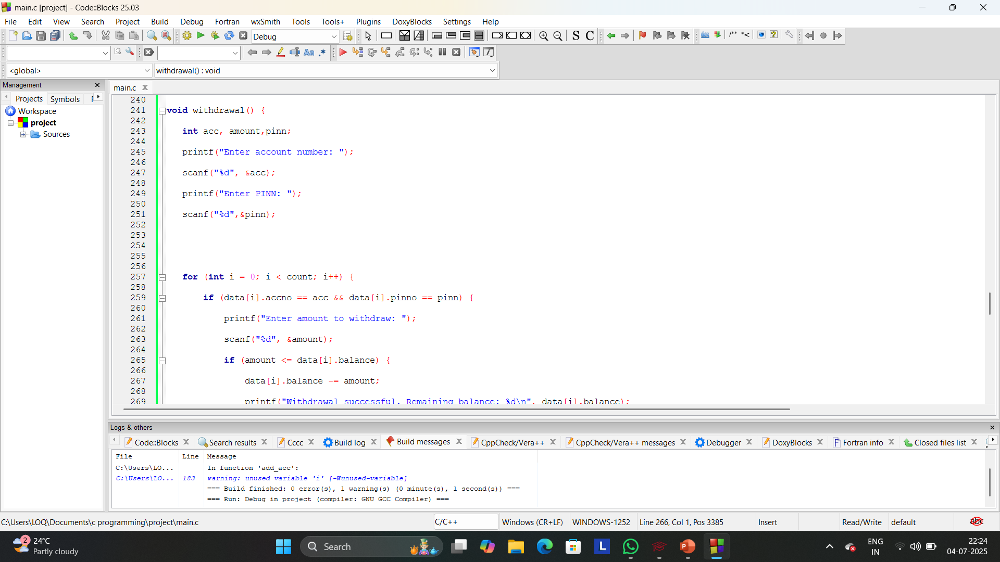 main.c [project] - Code::Blocks 25.03
File Edit View Search Project Build Debug Fortran wxSmith Tools Tools+ Plugins DoxyBlocks Settings Help
Debug
S C
/** *<
Aa .*
<global> withdrawal() : void
Management
Projects Symbols
Workspace
project
Sources
main.c
240
241 void withdrawal() {
242
243 int acc, amount,pinn;
244
245 printf("Enter account number: ");
246
247 scanf("%d", &acc);
248
249 printf("Enter PINN: ");
250
251 scanf("%d",&pinn);
252
253
254
255
256
257 for (int i = 0; i < count; i++) {
258
259 if (data[i].accno == acc && data[i].pinno == pinn) {
260
261 printf("Enter amount to withdraw: ");
262
263 scanf("%d", &amount);
264
265 if (amount <= data[i].balance) {
266
267 data[i].balance -= amount;
268
269 printf("Withdrawal successful. Remaining balance: %d\n", data[i].balance);
Logs & others
Code::Blocks Search results Cccc Build log Build messages CppCheck/Vera++ CppCheck/Vera++ messages Debugger DoxyBlocks Fortran info Closed files list
File Line Message
C:\Users\LO... In function 'add_acc':
C:\Users\LO... 183 warning: unused variable 'i' [-Wunused-variable]
=== Build finished: 0 error(s), 1 warning(s) (0 minute(s), 1 second(s)) ===
=== Run: Debug in project (compiler: GNU GCC Compiler) ===
C:\Users\LOQ\Documents\c programming\project\main.c C/C++ Windows (CR+LF) WINDOWS-1252 Line 266, Col 1, Pos 3385 Insert Read/Write default abc
2 24°C
Partly cloudy
Search
L
P
ENG
IN
22:24
04-07-2025